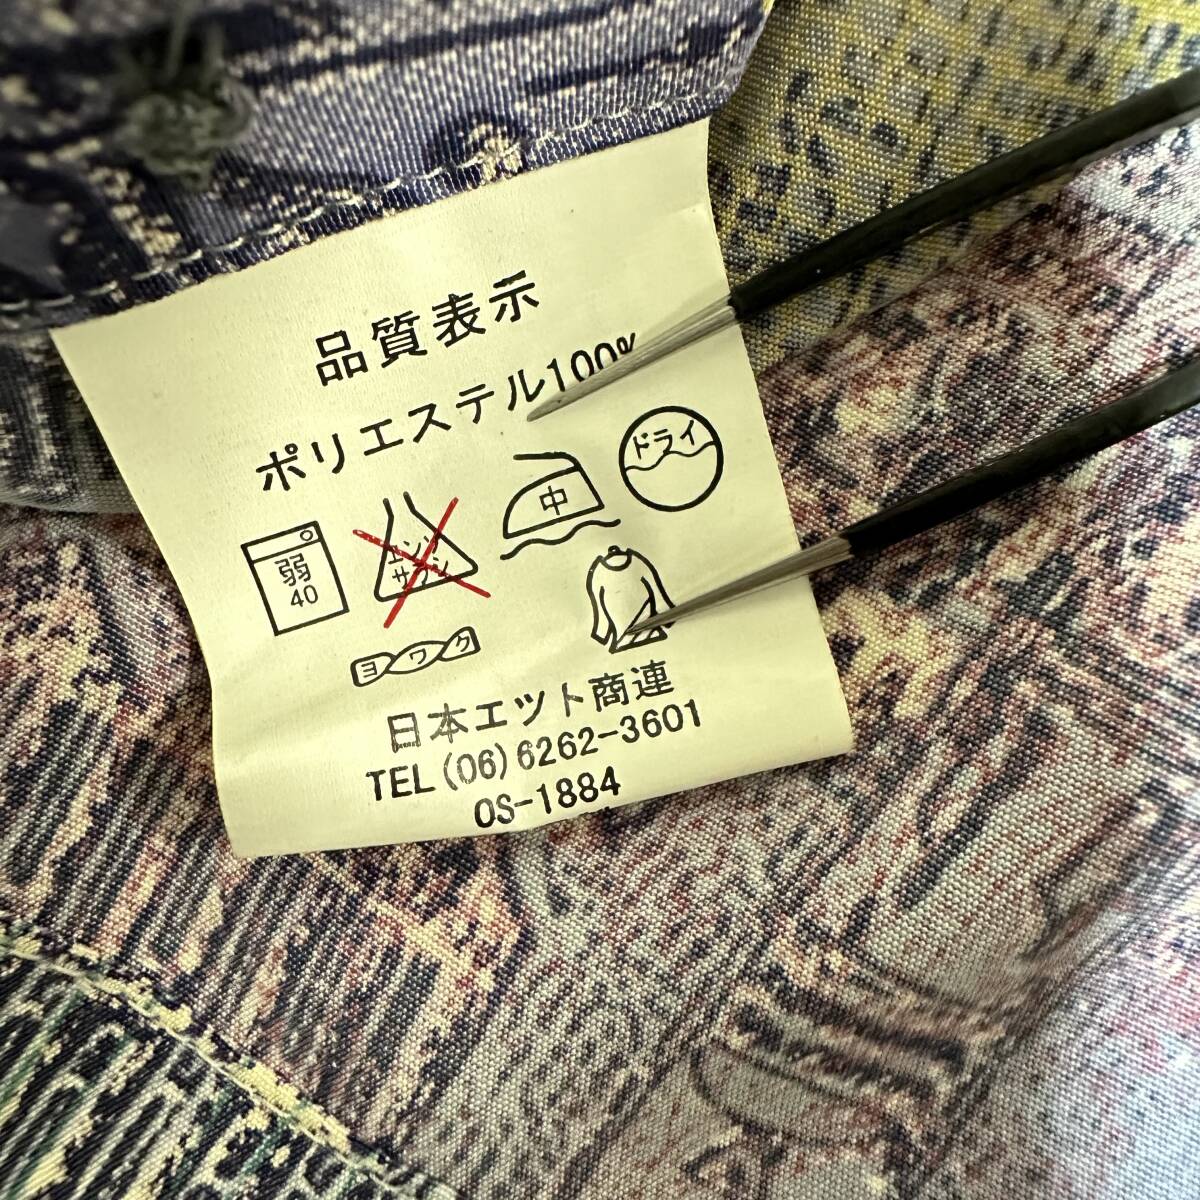 品質表示
ポリエステル100%
弱
40
エンソ
サラシ
中
ドライ
ヨワク
日本エツト商連
TEL(06)6262-3601
OS-1884